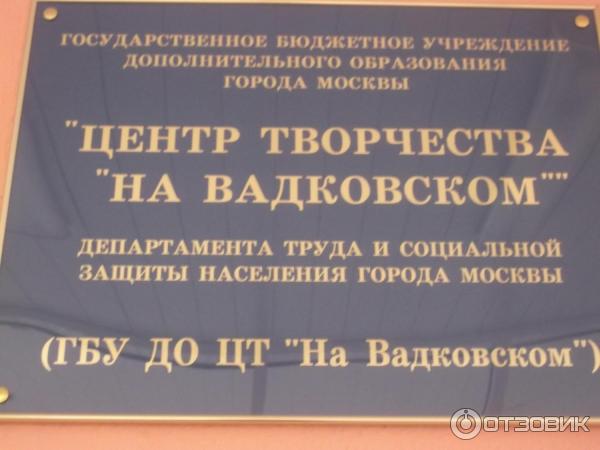 ГОСУДАРСТВЕННОЕ БЮДЖЕТНОЕ УЧРЕЖДЕНИЕ
ДОПОЛНИТЕЛЬНОГО ОБРАЗОВАНИЯ
ГОРОДА МОСКВЫ
"ЦЕНТР ТВОРЧЕСТВА
"НА ВАДКОВСКОМ""
ДЕПАРТАМЕНТА ТРУДА И СОЦИАЛЬНОЙ
ЗАЩИТЫ НАСЕЛЕНИЯ ГОРОДА МОСКВЫ
(ГБУ ДО ЦТ "На Вадковском")
ОТЗОВИК